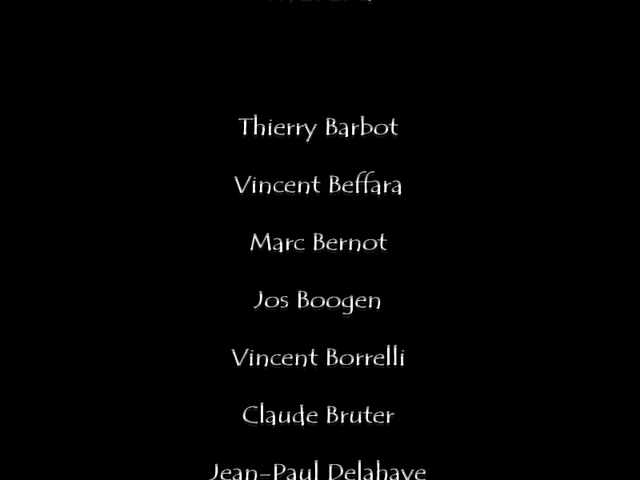 Thierry Barbot
Vincent Beffara
Marc Bernot
Jos Boogen
Vincent Borrelli
Claude Bruter
Jean-Paul Delahaye